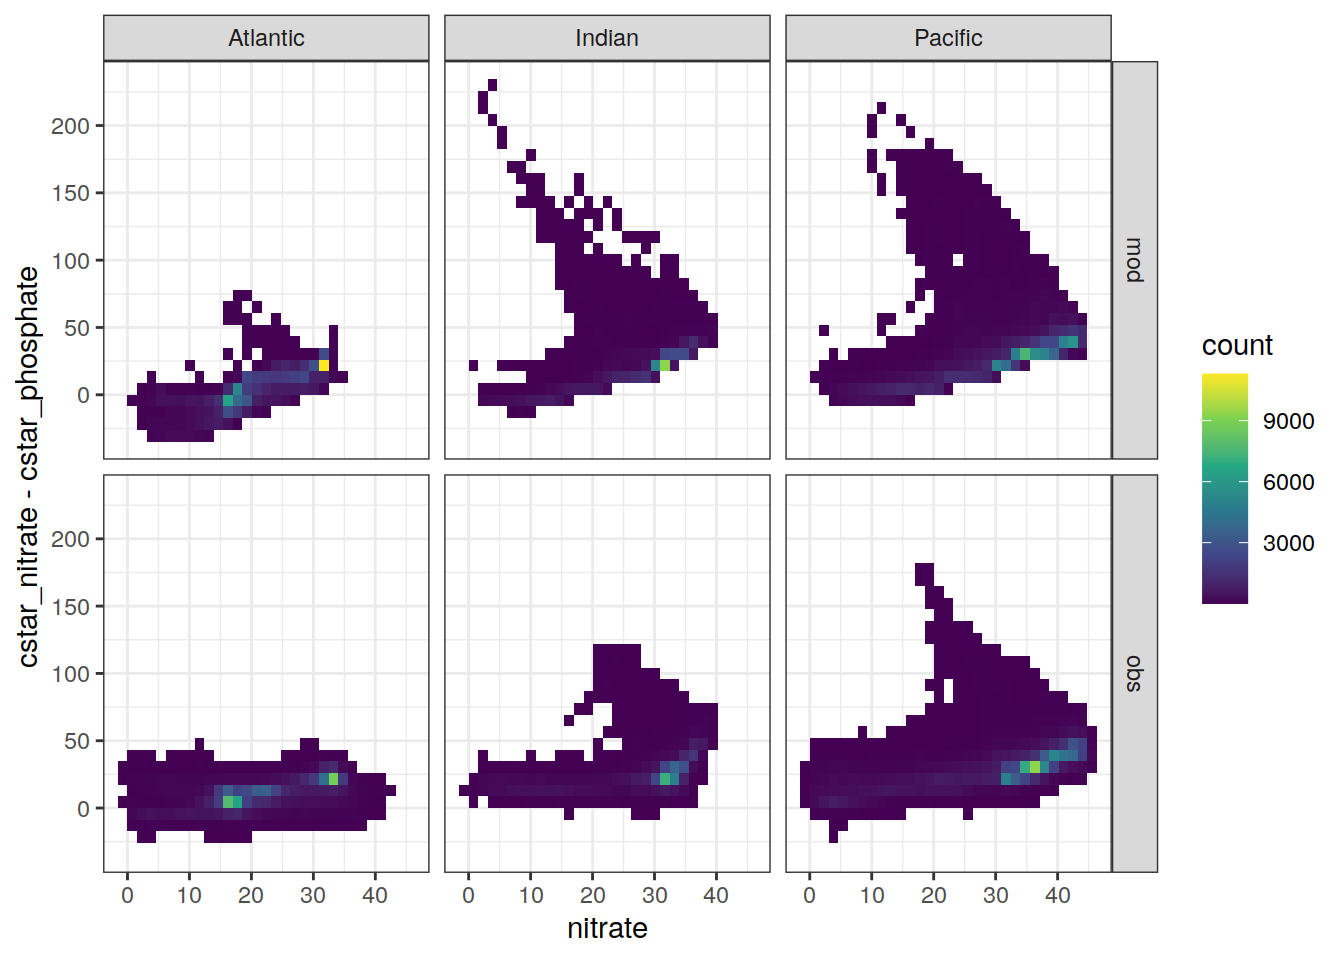 Atlantic Indian Pacific
cstar_nitrate - cstar_phosphate
200
150
100
50
0
mod
200
150
100
50
0
obs
0 10 20 30 40 0 10 20 30 40 0 10 20 30 40
nitrate
count
9000
6000
3000